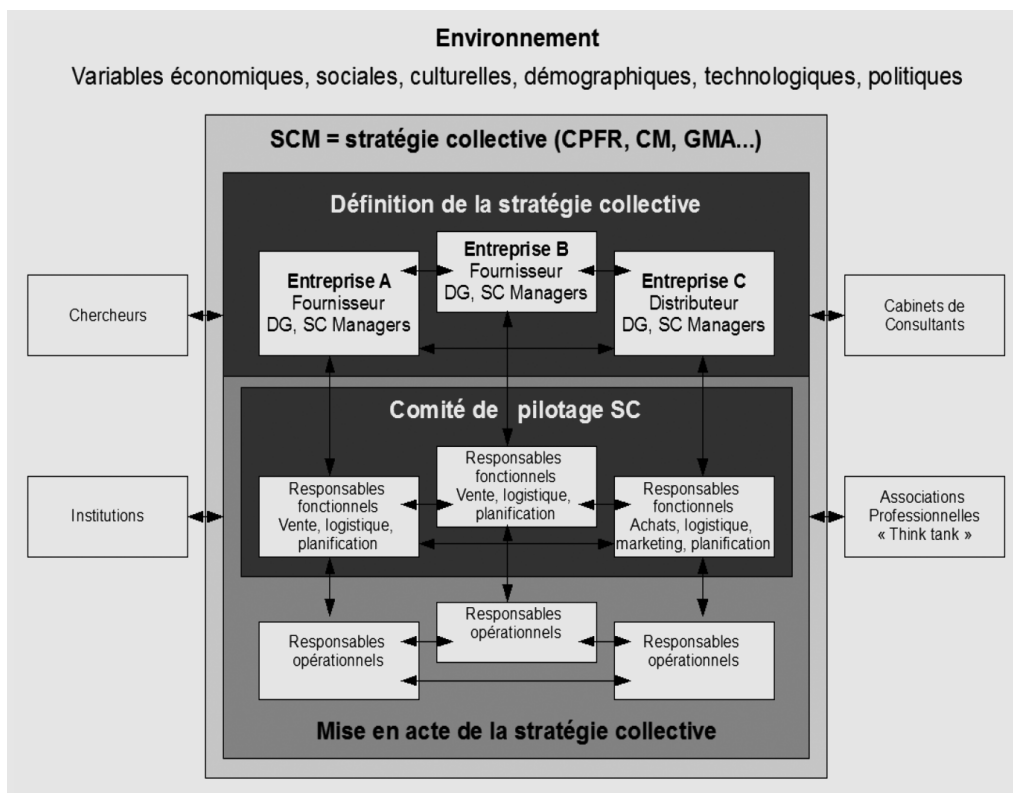 Environnement
Variables économiques, sociales, culturelles, démographiques, technologiques, politiques
SCM = stratégie collective (CPFR, CM, GMA...)
Définition de la stratégie collective
Entreprise A
Fournisseur
DG, SC Managers
Entreprise B
Fournisseur
DG, SC Managers
Entreprise C
Distributeur
DG, SC Managers
Chercheurs
Cabinets de
Consultants
Comité de pilotage SC
Responsables
fonctionnels
Vente, logistique,
planification
Responsables
fonctionnels
Vente, logistique,
planification
Responsables
fonctionnels
Achats, logistique,
marketing, planification
Institutions
Associations
Professionnelles
« Think tank »
Responsables
opérationnels
Responsables
opérationnels
Responsables
opérationnels
Mise en acte de la stratégie collective